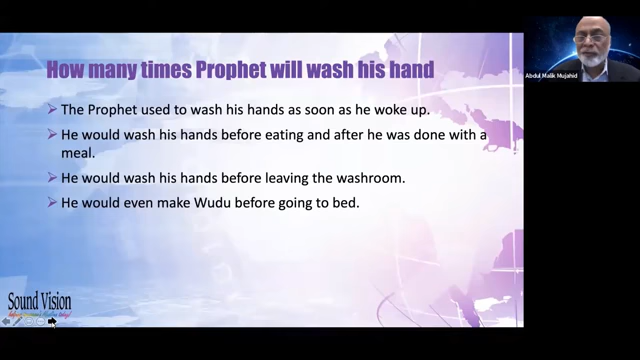 How many times Prophet will wash his hand
Abdul Malik Mujahid
➢ The Prophet used to wash his hands as soon as he woke up.
➢ He would wash his hands before eating and after he was done with a
meal.
➢ He would wash his hands before leaving the washroom.
➢ He would even make Wudu before going to bed.
Sound Vision